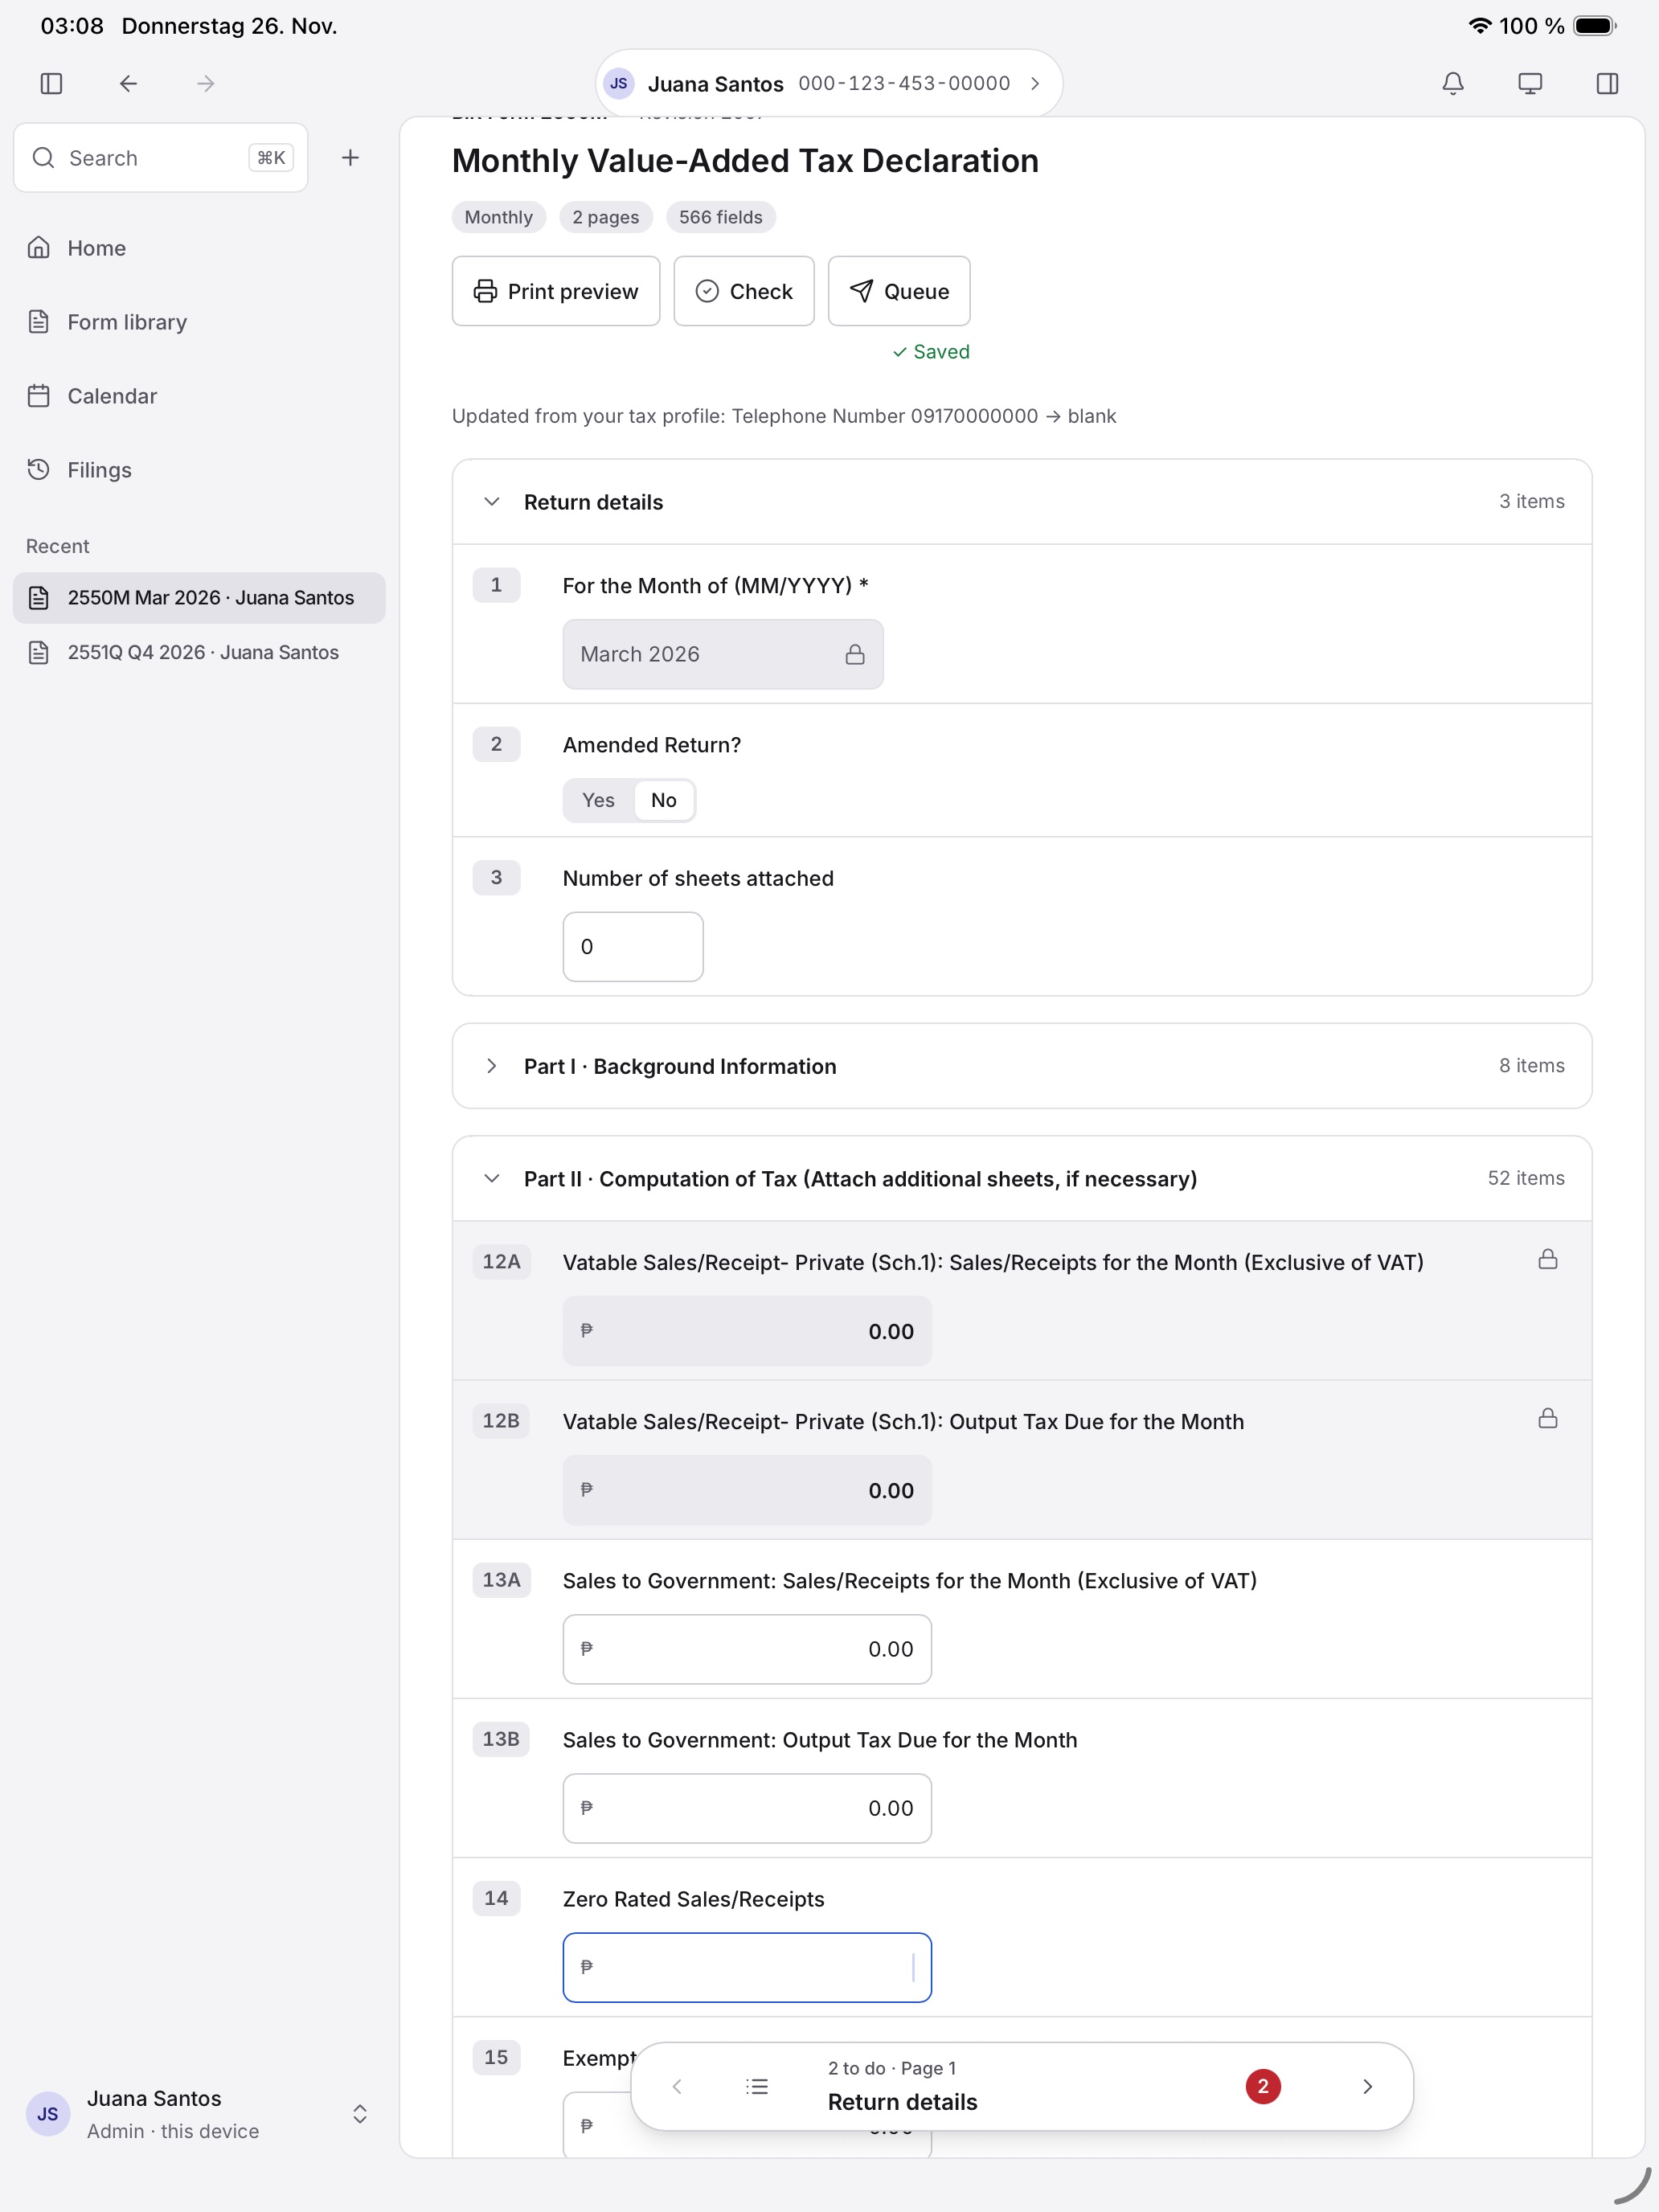 03:08 Donnerstag 26. Nov.
100 %
JS Juana Santos 000-123-453-00000
Search ⌘K
Home
Form library
Calendar
Filings
Recent
2550M Mar 2026 · Juana Santos
2551Q Q4 2026 · Juana Santos
JS Juana Santos
Admin · this device
Monthly Value-Added Tax Declaration
Monthly 2 pages 566 fields
Print preview Check Queue
Saved
Updated from your tax profile: Telephone Number 09170000000 → blank
Return details 3 items
1 For the Month of (MM/YYYY) *
March 2026
2 Amended Return?
Yes No
3 Number of sheets attached
0
Part I · Background Information 8 items
Part II · Computation of Tax (Attach additional sheets, if necessary) 52 items
12A Vatable Sales/Receipt- Private (Sch.1): Sales/Receipts for the Month (Exclusive of VAT)
₱ 0.00
12B Vatable Sales/Receipt- Private (Sch.1): Output Tax Due for the Month
₱ 0.00
13A Sales to Government: Sales/Receipts for the Month (Exclusive of VAT)
₱ 0.00
13B Sales to Government: Output Tax Due for the Month
₱ 0.00
14 Zero Rated Sales/Receipts
₱
15 Exempt
₱
2 to do · Page 1
Return details
2